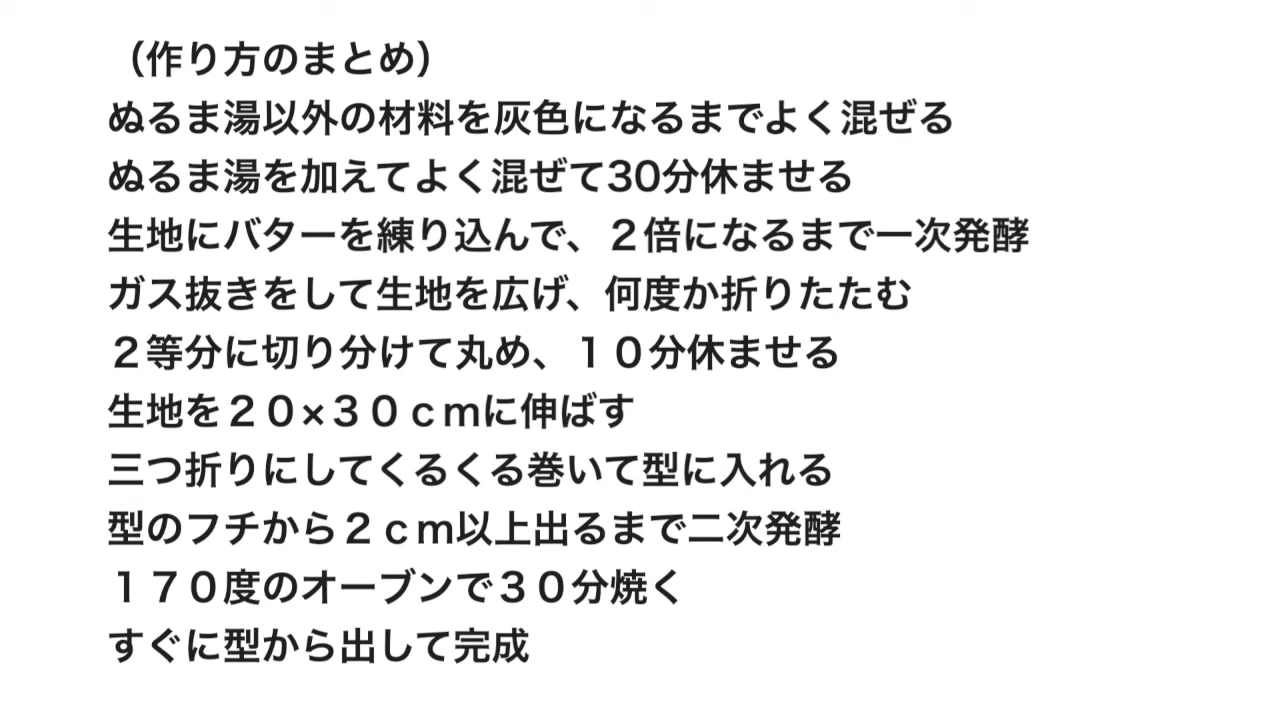 （作り方のまとめ）
ぬるま湯以外の材料を灰色になるまでよく混ぜる
ぬるま湯を加えてよく混ぜて30分休ませる
生地にバターを練り込んで、２倍になるまで一次発酵
ガス抜きをして生地を広げ、何度か折りたたむ
２等分に切り分けて丸め、１０分休ませる
生地を２０×３０ｃｍに伸ばす
三つ折りにしてくるくる巻いて型に入れる
型のフチから２ｃｍ以上出るまで二次発酵
１７０度のオーブンで３０分焼く
すぐに型から出して完成